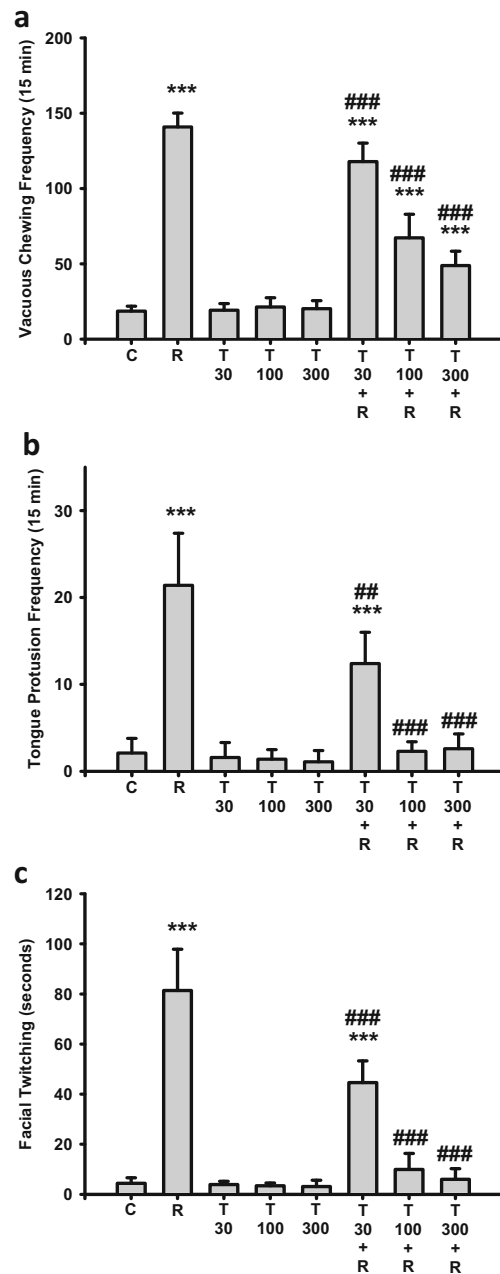 a
Vacuous Chewing Frequency (15 min)
200
150
100
50
0
***
###
***
###
***
###
***
C R T T T T T T
30 100 300 30 100 300
+ + +
R R R
b
Tongue Protusion Frequency (15 min)
30
20
10
0
***
##
***
###
###
C R T T T T T T
30 100 300 30 100 300
+ + +
R R R
c
Facial Twitching (seconds)
120
100
80
60
40
20
0
***
###
***
###
###
C R T T T T T T
30 100 300 30 100 300
+ + +
R R R